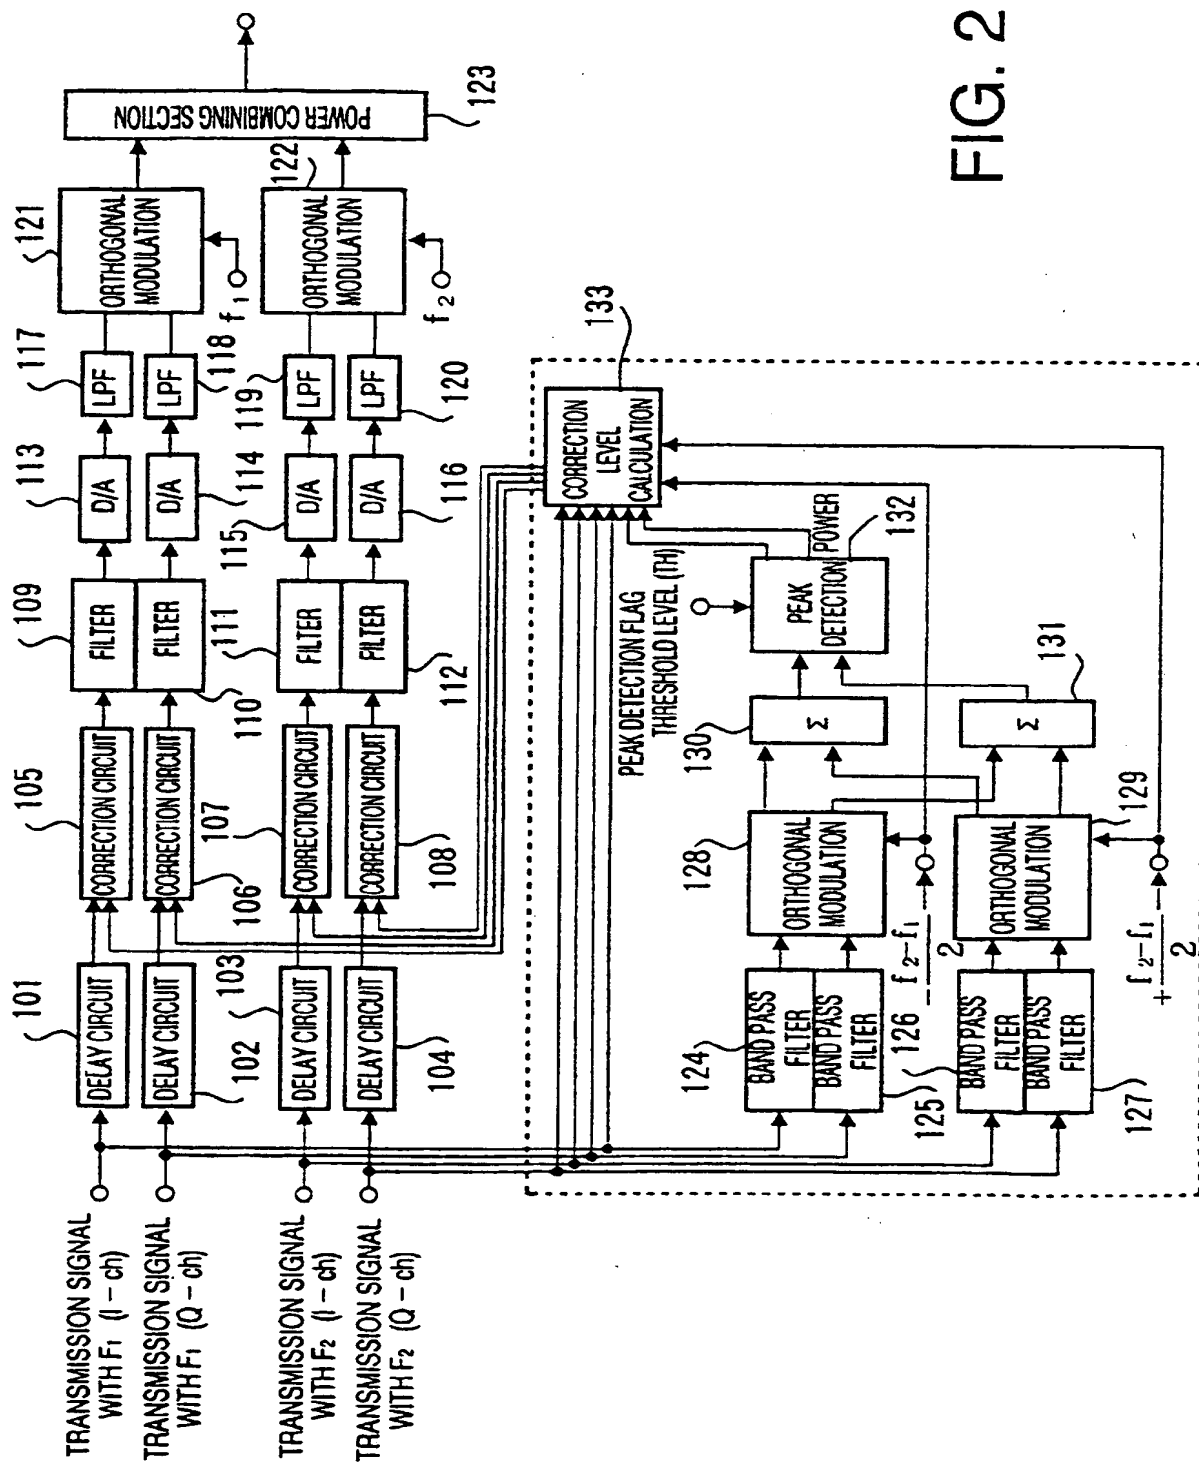 TRANSMISSION SIGNAL
WITH F1 (I - ch)
TRANSMISSION SIGNAL
WITH F1 (Q - ch)
TRANSMISSION SIGNAL
WITH F2 (I - ch)
TRANSMISSION SIGNAL
WITH F2 (Q - ch)
101
DELAY CIRCUIT
DELAY CIRCUIT
102
103
DELAY CIRCUIT
DELAY CIRCUIT
104
105
CORRECTION CIRCUIT
CORRECTION CIRCUIT
106
107
CORRECTION CIRCUIT
CORRECTION CIRCUIT
108
109
FILTER
FILTER
110
111
FILTER
FILTER
112
113
D/A
D/A
114
115
D/A
D/A
116
117
LPF
LPF
118
119
LPF
LPF
120
121
ORTHOGONAL
MODULATION
f1
122
ORTHOGONAL
MODULATION
f2
POWER COMBINING SECTION
123
124
BAND PASS
FILTER
BAND PASS
FILTER
125
126
BAND PASS
FILTER
BAND PASS
FILTER
127
128
ORTHOGONAL
MODULATION
− f2−f1
2
ORTHOGONAL
MODULATION
129
+ f2−f1
2
130
Σ
Σ
131
PEAK DETECTION FLAG
THRESHOLD LEVEL (TH)
PEAK
DETECTION
POWER
132
CORRECTION
LEVEL
CALCULATION
133
FIG. 2